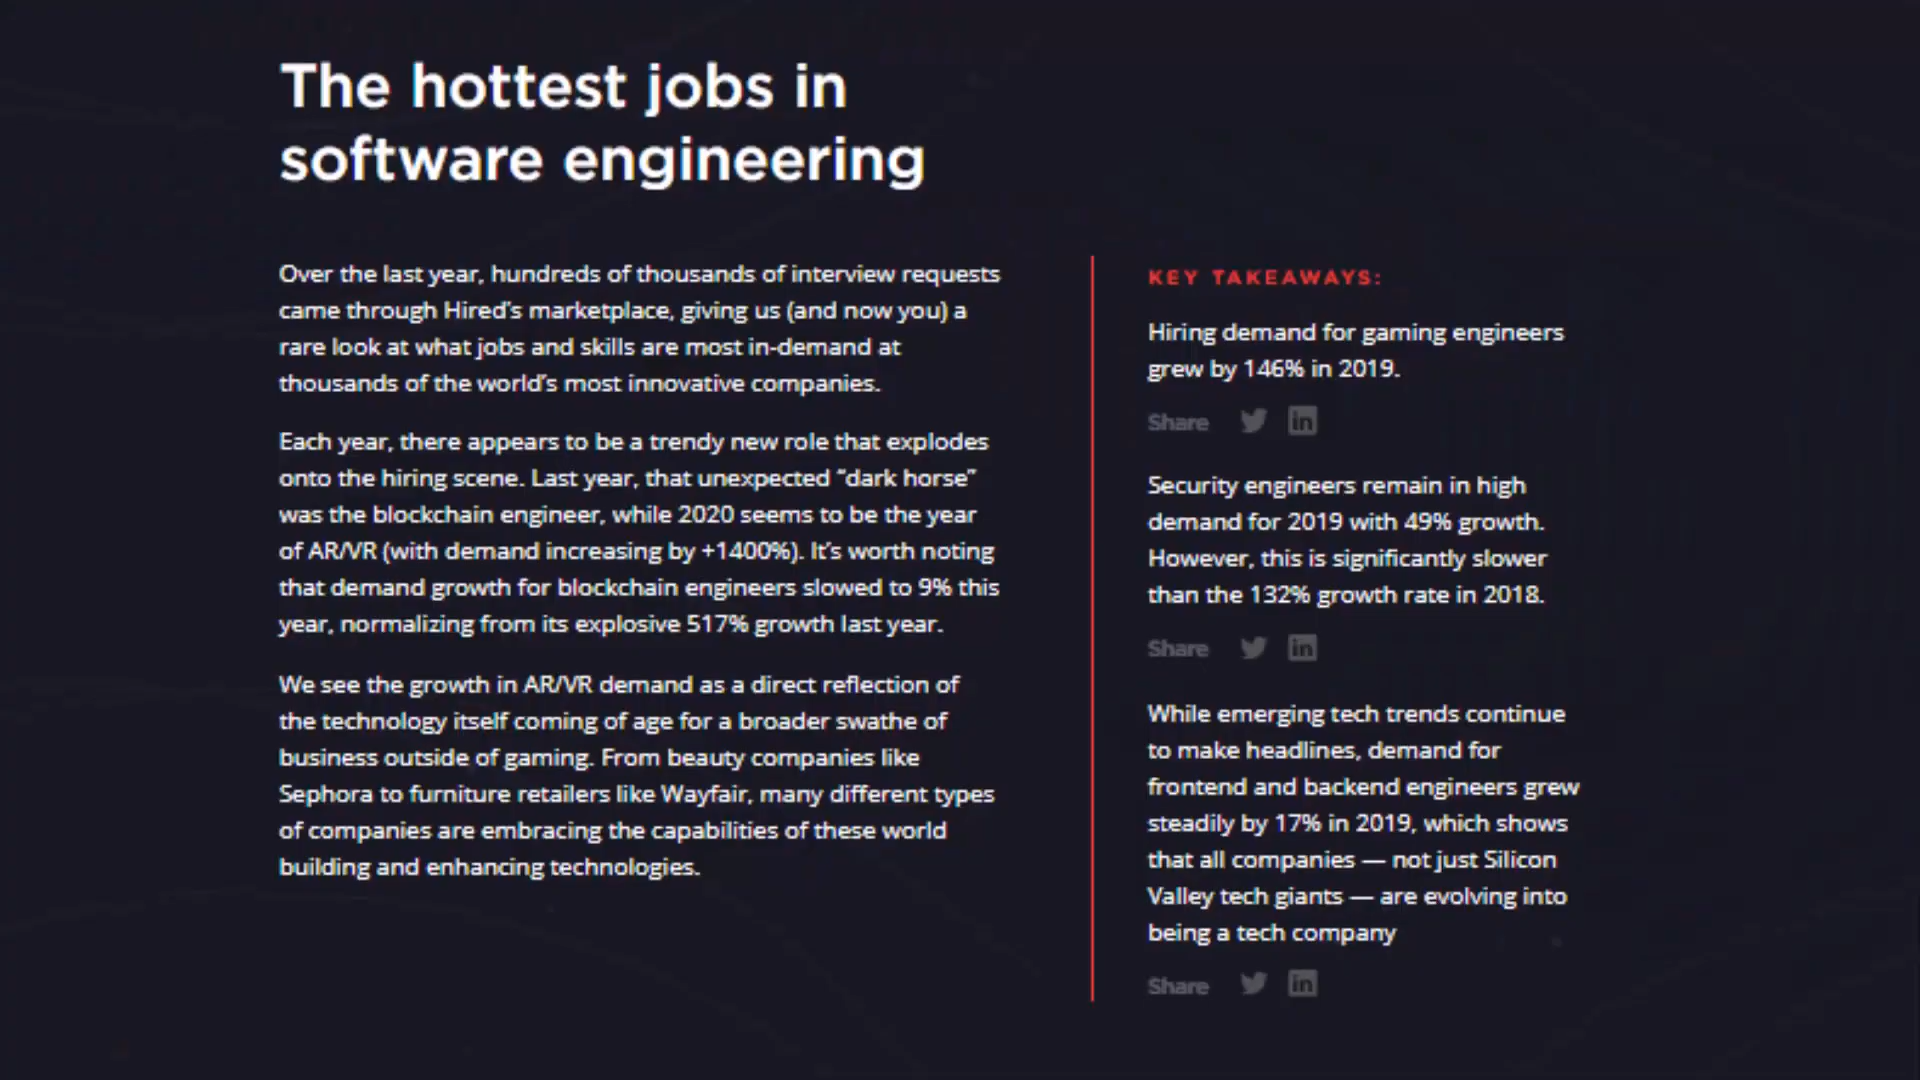 The hottest jobs in
software engineering
Over the last year, hundreds of thousands of interview requests
came through Hired's marketplace, giving us (and now you) a
rare look at what jobs and skills are most in-demand at
thousands of the world's most innovative companies.
Each year, there appears to be a trendy new role that explodes
onto the hiring scene. Last year, that unexpected “dark horse”
was the blockchain engineer, while 2020 seems to be the year
of AR/VR (with demand increasing by +1400%). It's worth noting
that demand growth for blockchain engineers slowed to 9% this
year, normalizing from its explosive 517% growth last year.
We see the growth in AR/VR demand as a direct reflection of
the technology itself coming of age for a broader swathe of
business outside of gaming. From beauty companies like
Sephora to furniture retailers like Wayfair, many different types
of companies are embracing the capabilities of these world
building and enhancing technologies.
KEY TAKEAWAYS:
Hiring demand for gaming engineers
grew by 146% in 2019.
Share in
Security engineers remain in high
demand for 2019 with 49% growth.
However, this is significantly slower
than the 132% growth rate in 2018.
Share in
While emerging tech trends continue
to make headlines, demand for
frontend and backend engineers grew
steadily by 17% in 2019, which shows
that all companies — not just Silicon
Valley tech giants — are evolving into
being a tech company
Share in